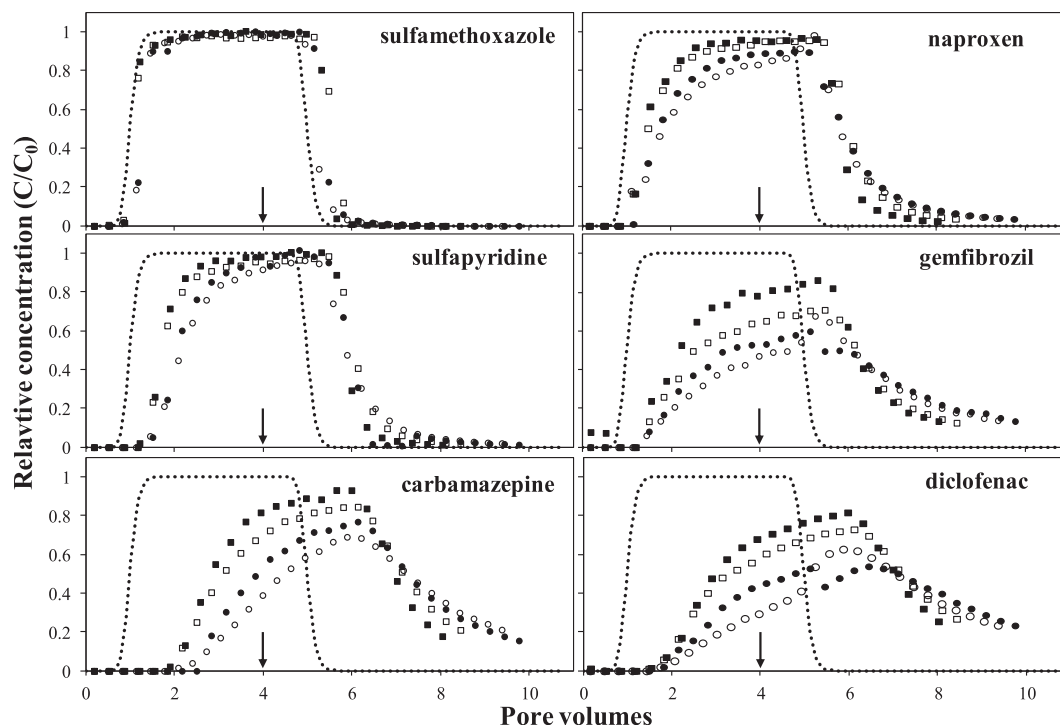 Relavtive concentration (C/C0)
1
0.8
0.6
0.4
0.2
0
sulfamethoxazole
naproxen
1
0.8
0.6
0.4
0.2
0
sulfapyridine
gemfibrozil
1
0.8
0.6
0.4
0.2
0
carbamazepine
diclofenac
0 2 4 6 8 10
0 2 4 6 8 10
Pore volumes